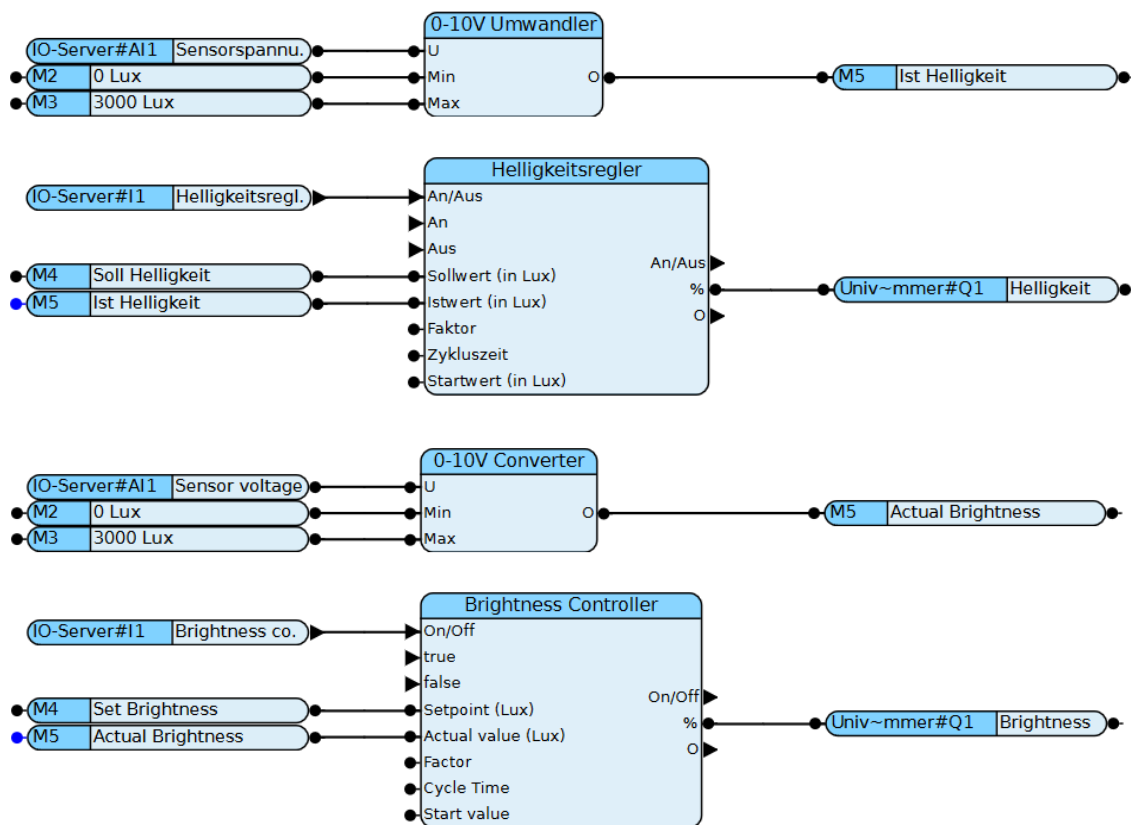 0-10V Umwandler
IO-Server#AI1 Sensorspannu. U
M2 0 Lux Min O M5 Ist Helligkeit
M3 3000 Lux Max
Helligkeitsregler
IO-Server#I1 Helligkeitsregl. An/Aus
An
Aus
An/Aus
M4 Soll Helligkeit Sollwert (in Lux)
% Univ~mmer#Q1 Helligkeit
M5 Ist Helligkeit Istwert (in Lux)
O
Faktor
Zykluszeit
Startwert (in Lux)
0-10V Converter
IO-Server#AI1 Sensor voltage U
M2 0 Lux Min O M5 Actual Brightness
M3 3000 Lux Max
Brightness Controller
IO-Server#I1 Brightness co. On/Off
true
false
On/Off
M4 Set Brightness Setpoint (Lux)
% Univ~mmer#Q1 Brightness
M5 Actual Brightness Actual value (Lux)
O
Factor
Cycle Time
Start value